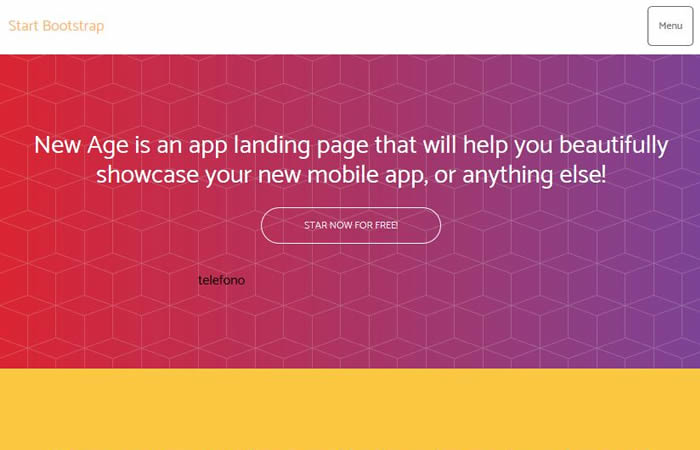 Start Bootstrap
Menu
New Age is an app landing page that will help you beautifully
showcase your new mobile app, or anything else!
STAR NOW FOR FREE!
telefono